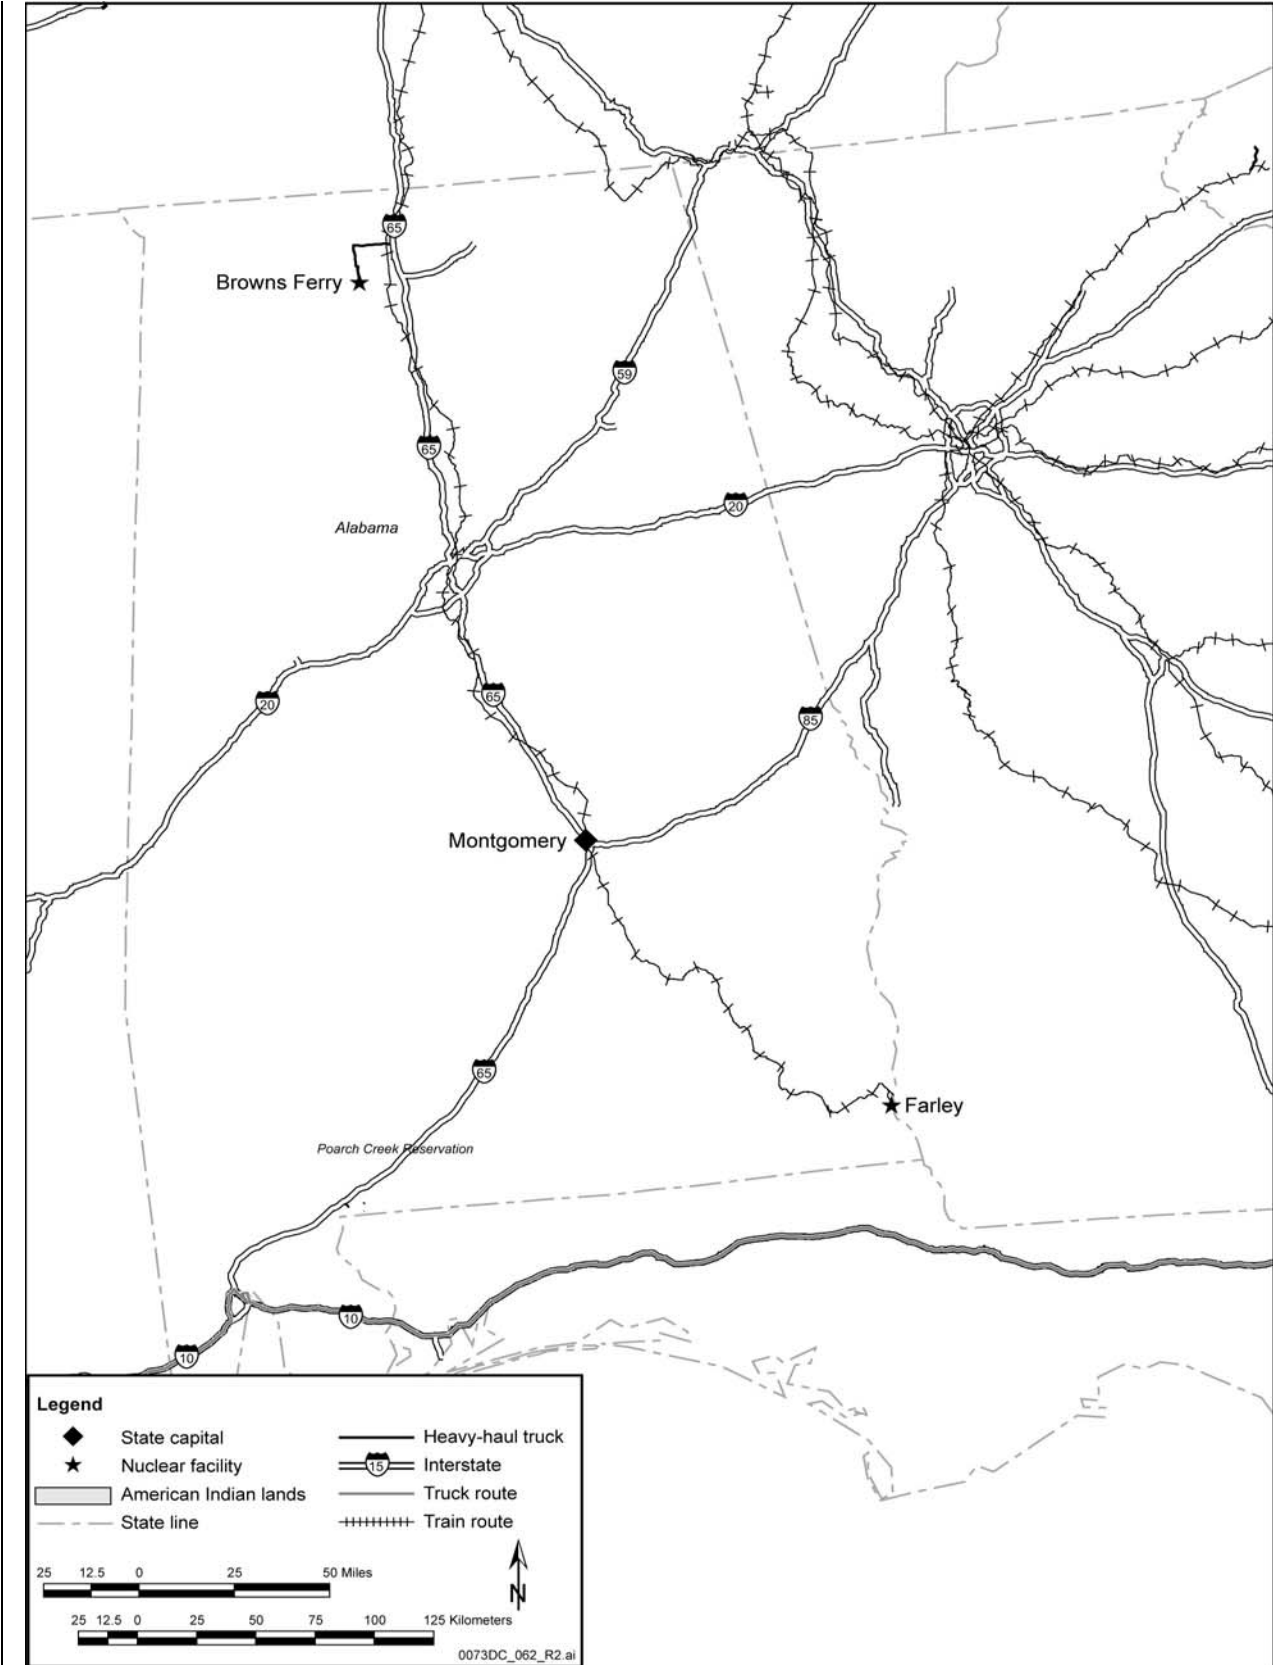 65
Browns Ferry
59
65
20
Alabama
65
20
85
Montgomery
65
Farley
Poarch Creek Reservation
10
10
Legend
State capital
Nuclear facility
American Indian lands
State line
Heavy-haul truck
15 Interstate
Truck route
Train route
25 12.5 0 25 50 Miles
N
25 12.5 0 25 50 75 100 125 Kilometers
0073DC_062_R2.ai